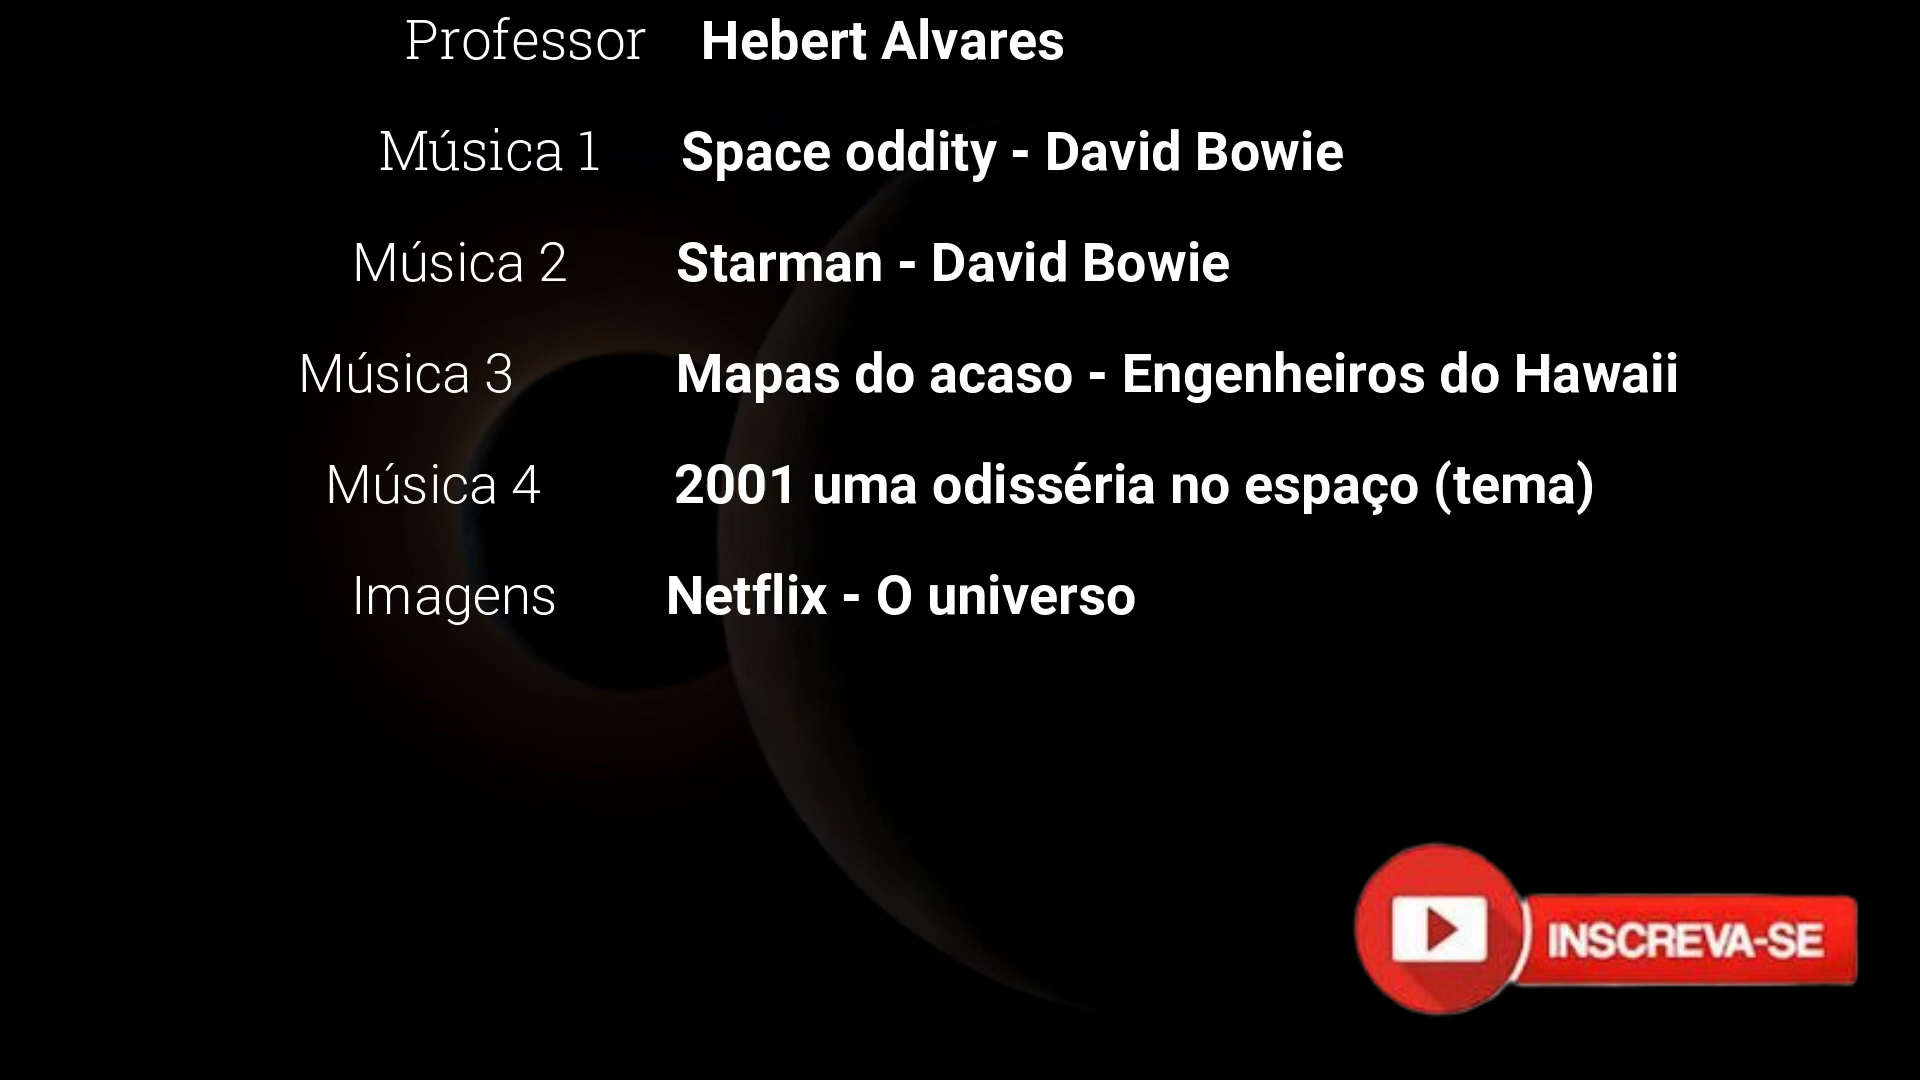 Professor Hebert Alvares
Música 1 Space oddity - David Bowie
Música 2 Starman - David Bowie
Música 3 Mapas do acaso - Engenheiros do Hawaii
Música 4 2001 uma odisséria no espaço (tema)
Imagens Netflix - O universo
INSCREVA-SE